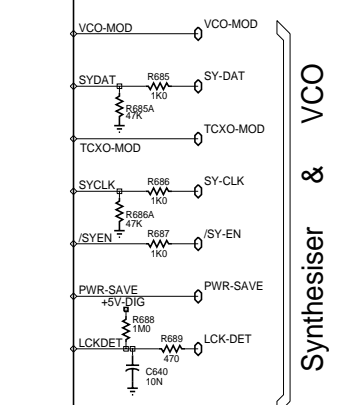 VCO-MOD VCO-MOD
SYDAT R685 SY-DAT
1K0
R685A
47K
TCXO-MOD
TCXO-MOD
SYCLK R686 SY-CLK
1K0
R686A
47K
/SYEN R687 /SY-EN
1K0
PWR-SAVE PWR-SAVE
+5V-DIG
R688
1M0
LCKDET R689 LCK-DET
470
C640
10N
Synthesiser & VCO